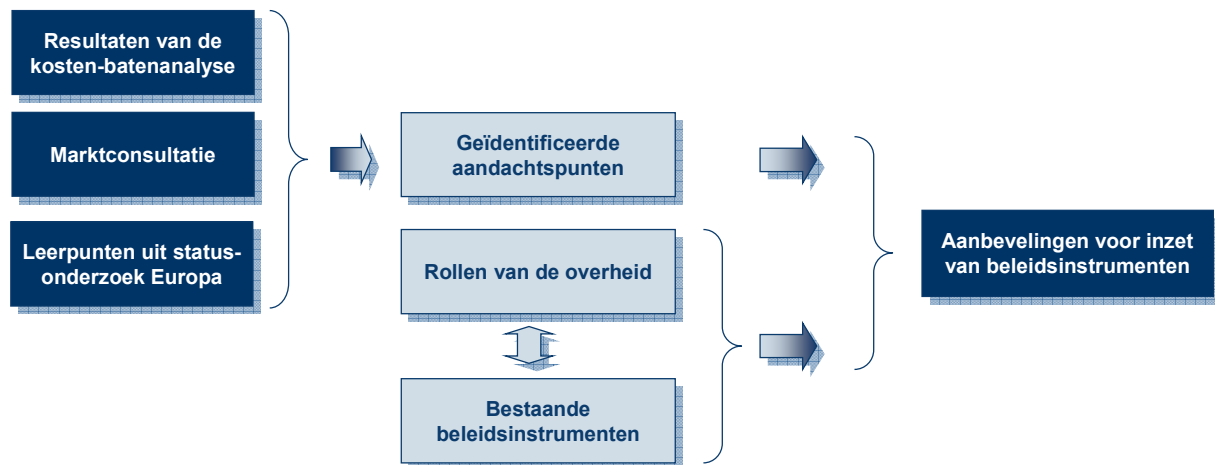 Resultaten van de
kosten-batenanalyse
Marktconsultatie
Leerpunten uit status-
onderzoek Europa
Geïdentificeerde
aandachtspunten
Rollen van de overheid
Bestaande
beleidsinstrumenten
Aanbevelingen voor inzet
van beleidsinstrumenten